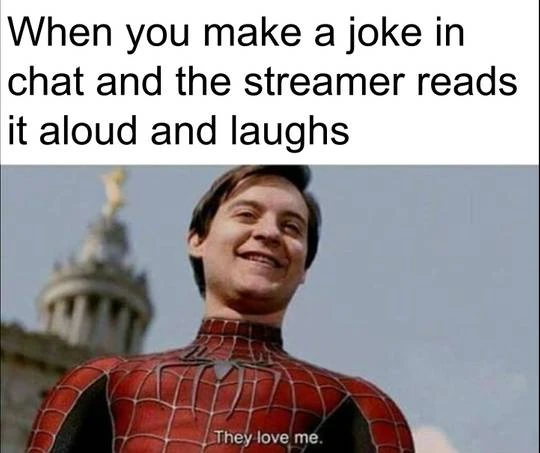 When you make a joke in
chat and the streamer reads
it aloud and laughs
They love me.